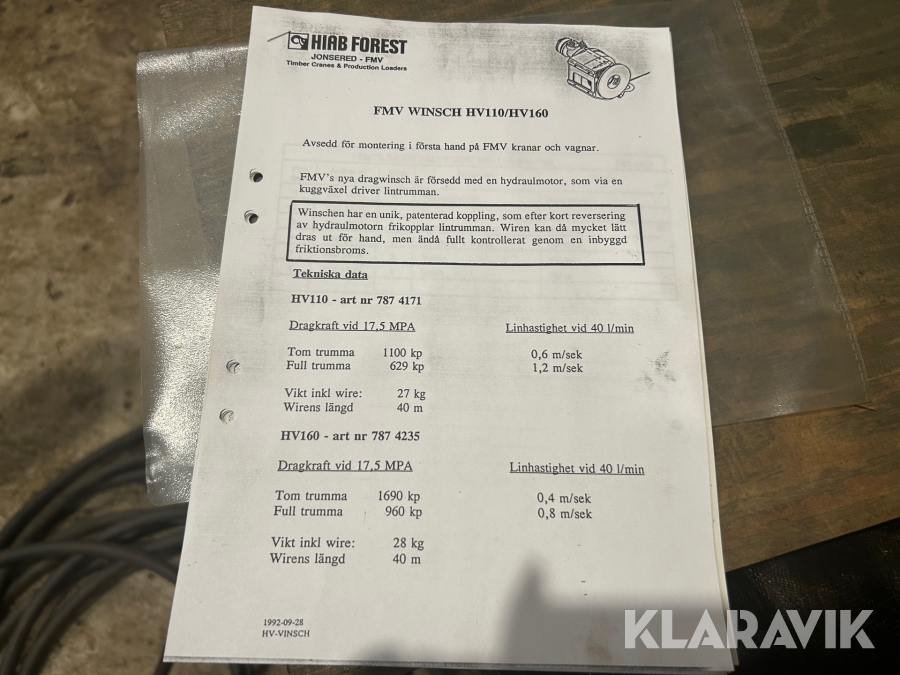 HIAB FOREST
JONSERED - FMV
Timber Cranes & Production Loaders
FMV WINSCH HV110/HV160
Avsedd för montering i första hand på FMV kranar och vagnar.
FMV's nya dragwinsch är försedd med en hydraulmotor, som via en
kuggväxel driver lintrumman.
Winschen har en unik, patenterad koppling, som efter kort reversering
av hydraulmotorn frikopplar lintrumman. Wiren kan då mycket lätt
dras ut för hand, men ändå fullt kontrollerat genom en inbyggd
friktionsbroms.
Tekniska data
HV110 - art nr 787 4171
Dragkraft vid 17,5 MPA Linhastighet vid 40 l/min
Tom trumma 1100 kp 0,6 m/sek
Full trumma 629 kp 1,2 m/sek
Vikt inkl wire: 27 kg
Wirens längd 40 m
HV160 - art nr 787 4235
Dragkraft vid 17,5 MPA Linhastighet vid 40 l/min
Tom trumma 1690 kp 0,4 m/sek
Full trumma 960 kp 0,8 m/sek
Vikt inkl wire: 28 kg
Wirens längd 40 m
1992-09-28
HV-VINSCH
KLARAVIK